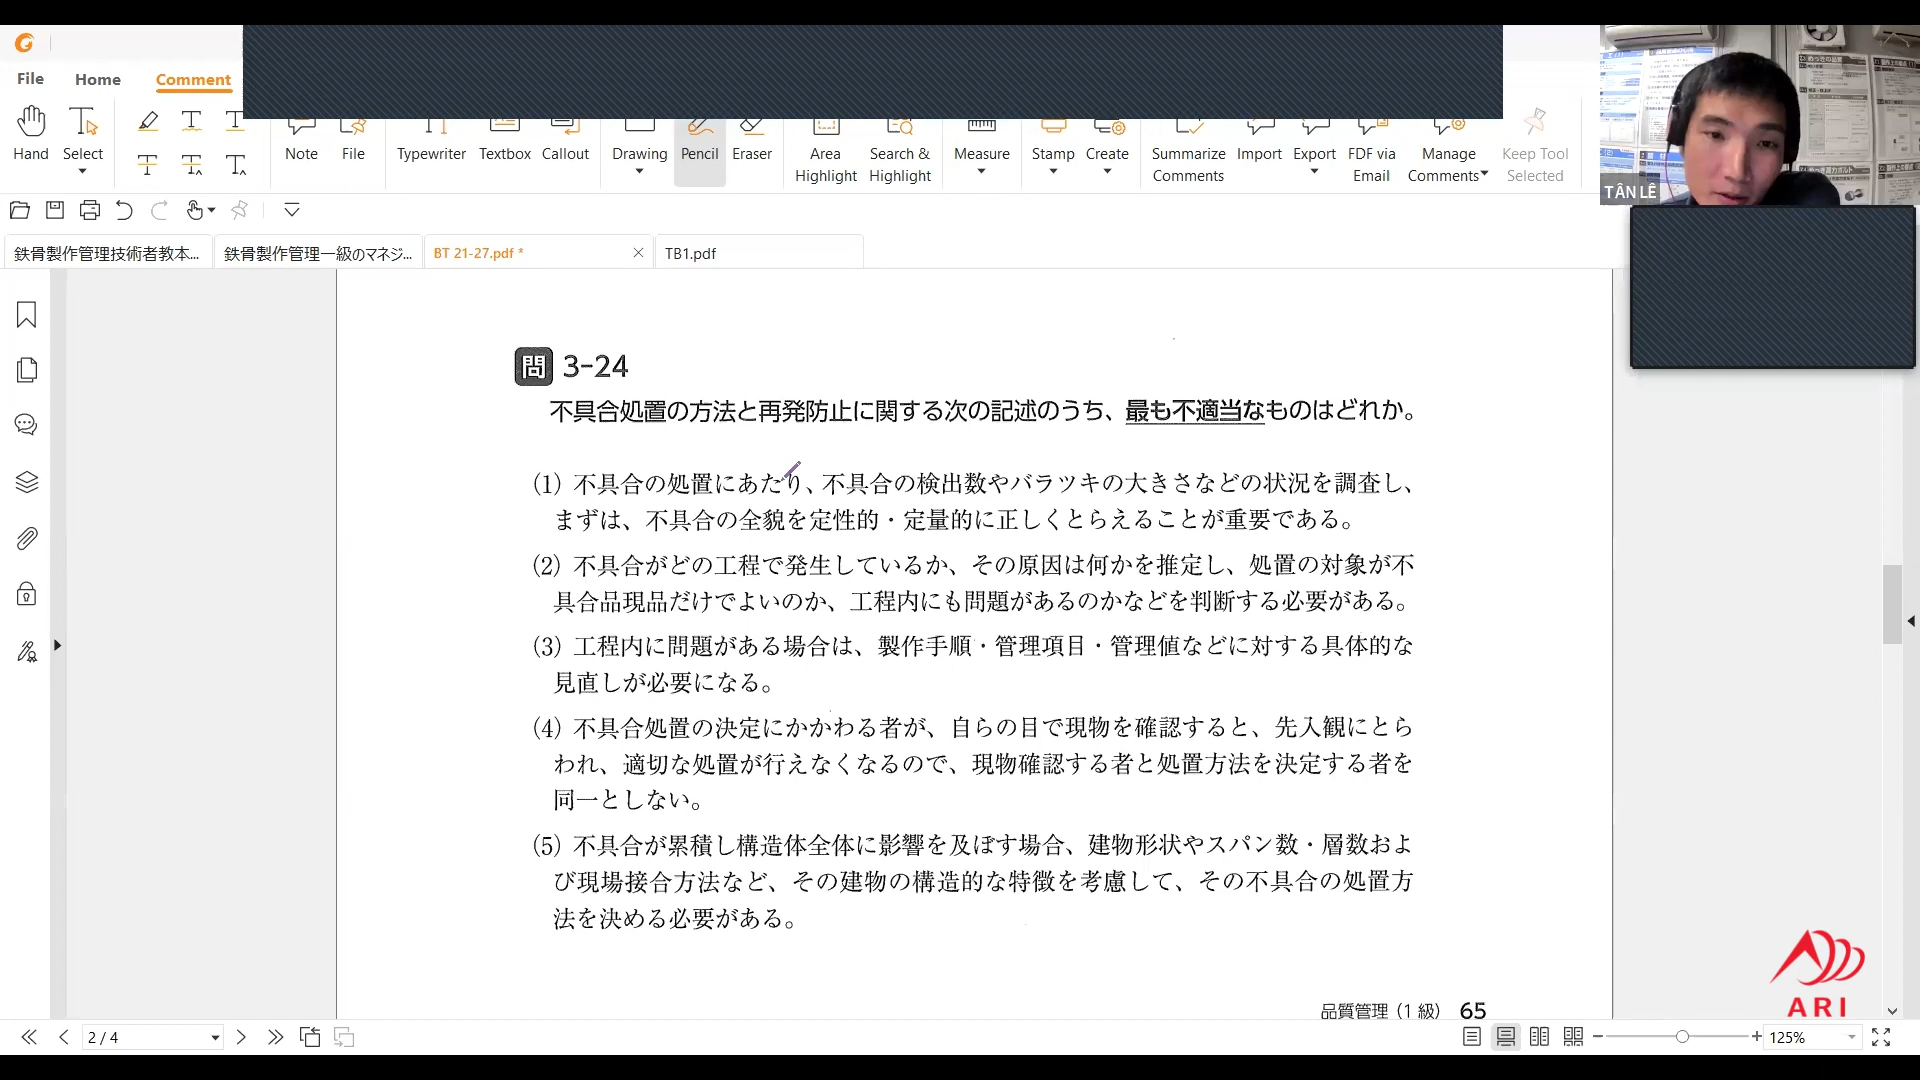 File
Home
Comment
Hand
Select
Note
File
Typewriter
Textbox
Callout
Drawing
Pencil
Eraser
Area
Highlight
Search &
Highlight
Measure
Stamp
Create
Summarize
Comments
Import
Export
FDF via
Email
Manage
Comments
Keep Tool
Selected
TÂN LÊ
鉄骨製作管理技術者教本...
鉄骨製作管理一級のマネジ...
BT 21-27.pdf *
TB1.pdf
問 3-24
不具合処置の方法と再発防止に関する次の記述のうち、最も不適当なものはどれか。
(1) 不具合の処置にあたり、不具合の検出数やバラツキの大きさなどの状況を調査し、
まずは、不具合の全貌を定性的・定量的に正しくとらえることが重要である。
(2) 不具合がどの工程で発生しているか、その原因は何かを推定し、処置の対象が不
具合品現品だけでよいのか、工程内にも問題があるのかなどを判断する必要がある。
(3) 工程内に問題がある場合は、製作手順・管理項目・管理値などに対する具体的な
見直しが必要になる。
(4) 不具合処置の決定にかかわる者が、自らの目で現物を確認すると、先入観にとら
われ、適切な処置が行えなくなるので、現物確認する者と処置方法を決定する者を
同一としない。
(5) 不具合が累積し構造体全体に影響を及ぼす場合、建物形状やスパン数・層数およ
び現場接合方法など、その建物の構造的な特徴を考慮して、その不具合の処置方
法を決める必要がある。
品質管理（1 級） 65
ARI
2 / 4
125%